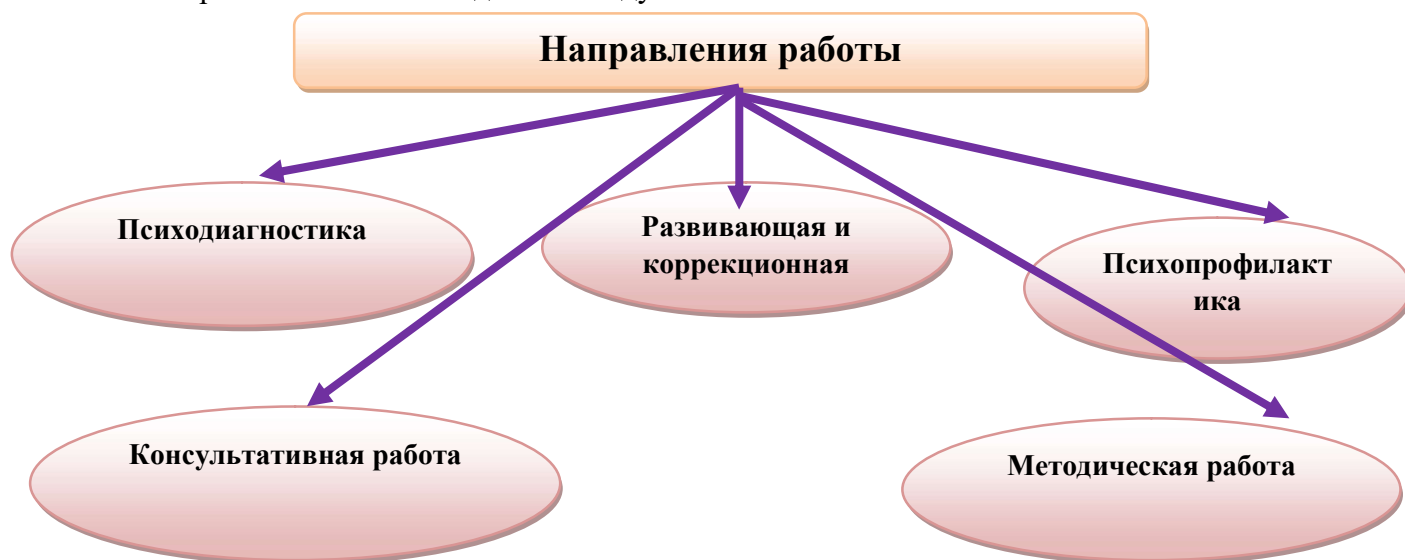 Направления работы
Психодиагностика
Развивающая и
коррекционная
Психопрофилакт
ика
Консультативная работа
Методическая работа